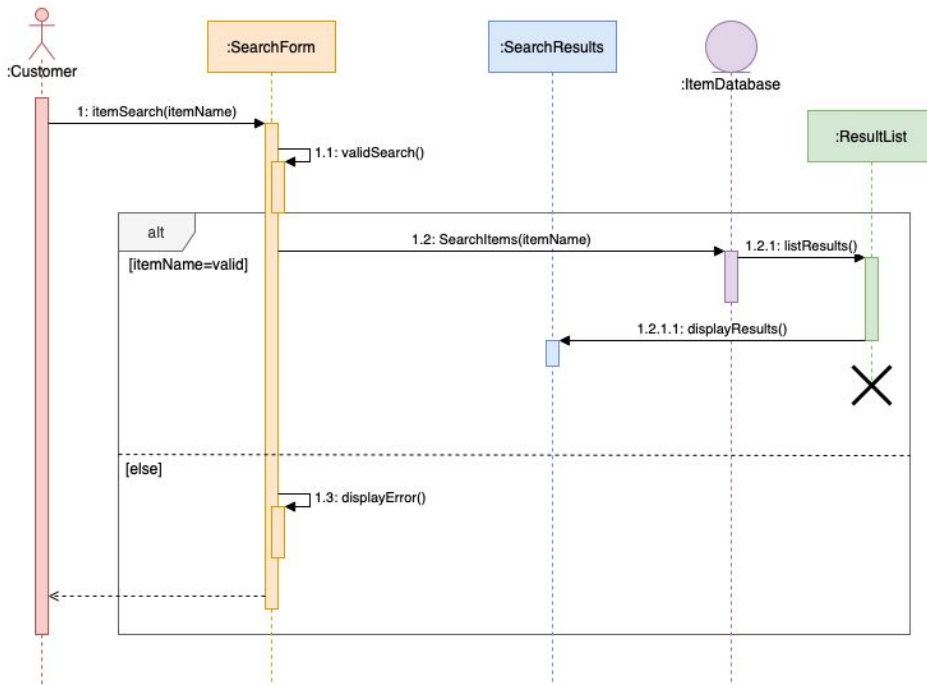 :Customer
:SearchForm
:SearchResults
:ItemDatabase
:ResultList
1: itemSearch(itemName)
1.1: validSearch()
alt
[itemName=valid]
1.2: SearchItems(itemName)
1.2.1: listResults()
1.2.1.1: displayResults()
[else]
1.3: displayError()